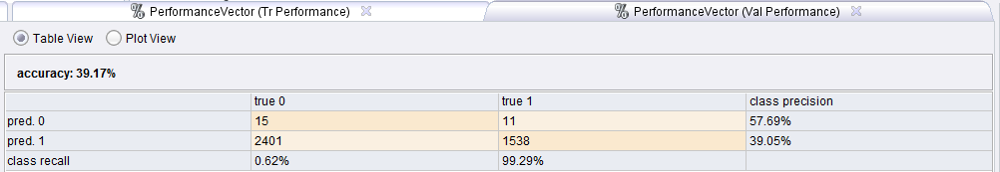 PerformanceVector (Tr Performance) PerformanceVector (Val Performance)
Table View Plot View
accuracy: 39.17%
true 0 true 1 class precision
pred. 0 15 11 57.69%
pred. 1 2401 1538 39.05%
class recall 0.62% 99.29%